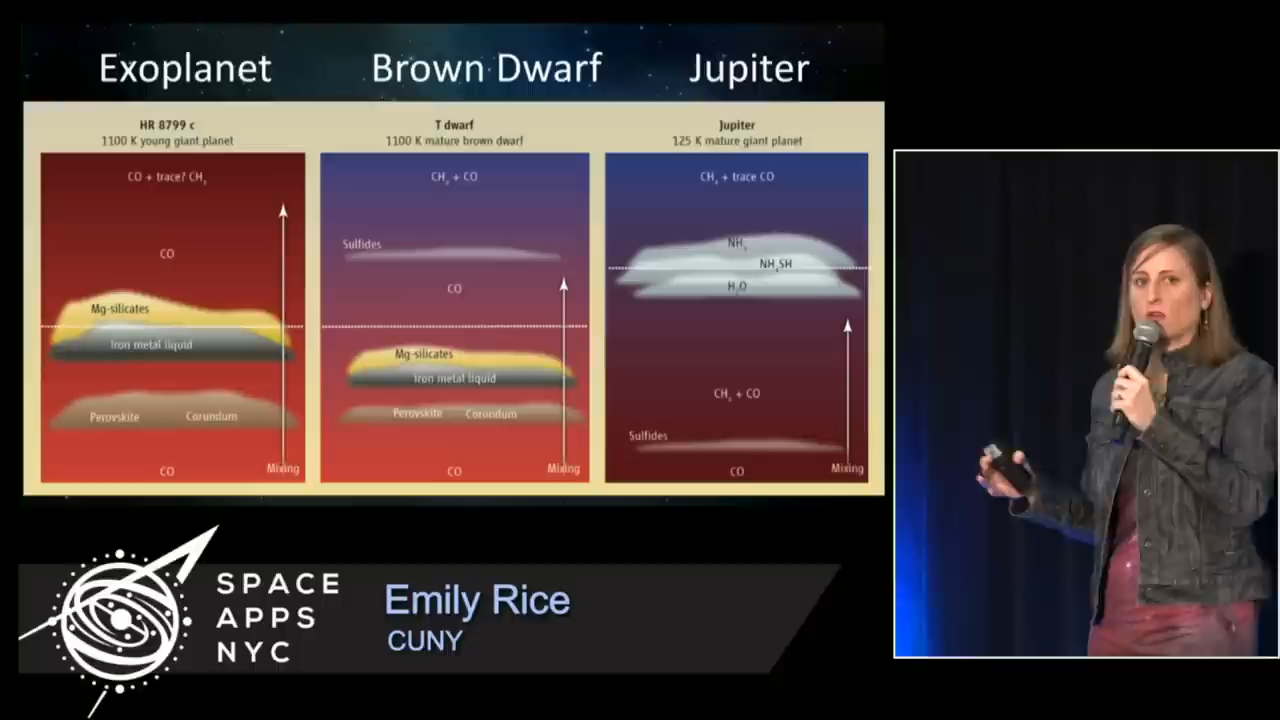 Exoplanet
Brown Dwarf
Jupiter
HR 8799 c
1100 K young giant planet
T dwarf
1100 K mature brown dwarf
Jupiter
125 K mature giant planet
CO + trace? CH₄
CO
Mg-silicates
Iron metal liquid
Perovskite
Corundum
CO
Mixing
CH₄ + CO
Sulfides
CO
Mg-silicates
Iron metal liquid
Perovskite
Corundum
CO
Mixing
CH₄ + trace CO
NH₃
NH₄SH
H₂O
CH₄ + CO
Sulfides
CO
Mixing
SPACE
APPS
NYC
Emily Rice
CUNY